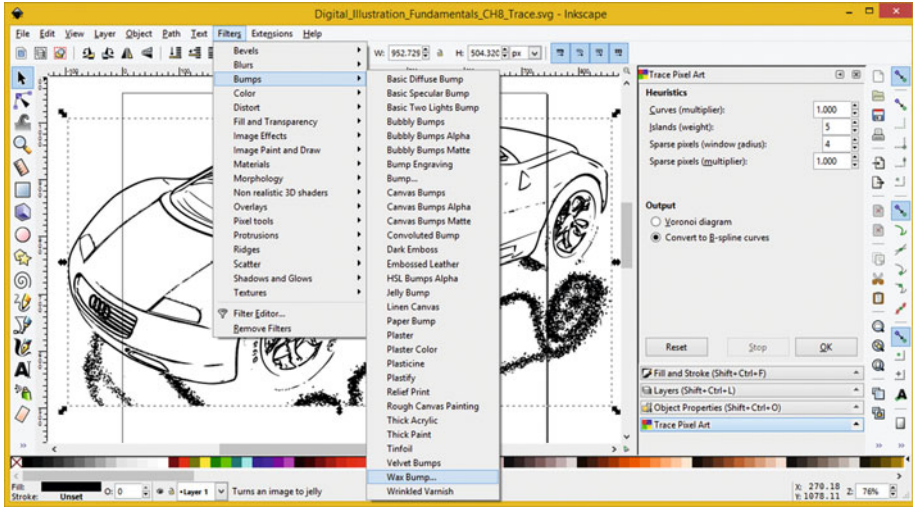 Digital_Illustration_Fundamentals_CH8_Trace.svg - Inkscape
File Edit View Layer Object Path Text Filters Extensions Help
W: 952.729 H: 504.320 px
Bevels
Blurs
Bumps
Color
Distort
Fill and Transparency
Image Effects
Image Paint and Draw
Materials
Morphology
Non realistic 3D shaders
Overlays
Pixel tools
Protrusions
Ridges
Scatter
Shadows and Glows
Textures
Filter Editor...
Remove Filters
Basic Diffuse Bump
Basic Specular Bump
Basic Two Lights Bump
Bubbly Bumps
Bubbly Bumps Alpha
Bubbly Bumps Matte
Bump Engraving
Bump...
Canvas Bumps
Canvas Bumps Alpha
Canvas Bumps Matte
Convoluted Bump
Dark Emboss
Embossed Leather
HSL Bumps Alpha
Jelly Bump
Linen Canvas
Paper Bump
Plaster
Plaster Color
Plasticine
Plastify
Relief Print
Rough Canvas Painting
Thick Acrylic
Thick Paint
Tinfoil
Velvet Bumps
Wax Bump...
Wrinkled Varnish
Trace Pixel Art
Heuristics
Curves (multiplier): 1.000
Islands (weight): 5
Sparse pixels (window radius): 4
Sparse pixels (multiplier): 1.000
Output
Voronoi diagram
Convert to B-spline curves
Reset Stop OK
Fill and Stroke (Shift+Ctrl+F)
Layers (Shift+Ctrl+L)
Object Properties (Shift+Ctrl+O)
Trace Pixel Art
Fill:
Stroke: Unset
O: 0
Layer 1
Turns an image to jelly
X: 270.18
Y: 1078.11
Z: 76%